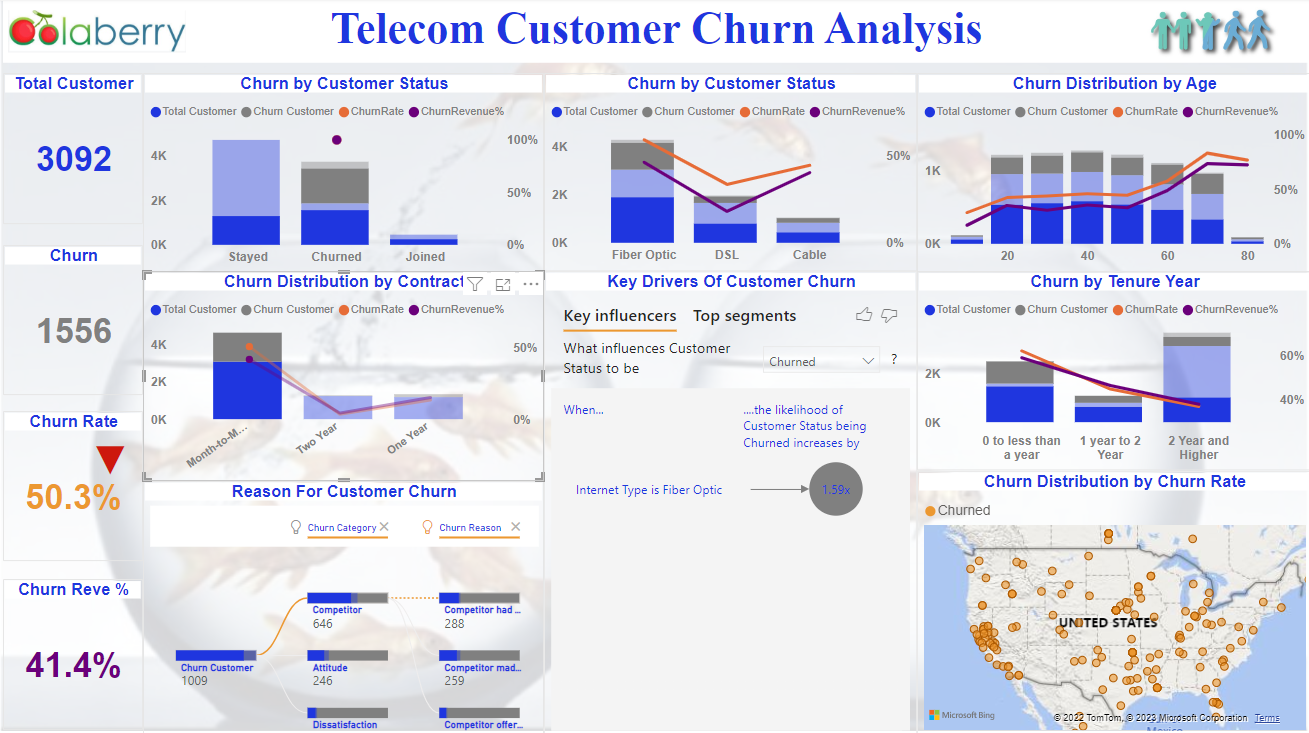 Colaberry
Telecom Customer Churn Analysis
Total Customer
3092
Churn
1556
Churn Rate
50.3%
Churn Reve %
41.4%
Churn by Customer Status
Total Customer Churn Customer ChurnRate ChurnRevenue%
4K
2K
0K
100%
50%
0%
Stayed Churned Joined
Churn by Customer Status
Total Customer Churn Customer ChurnRate ChurnRevenue%
4K
2K
0K
50%
0%
Fiber Optic DSL Cable
Churn Distribution by Age
Total Customer Churn Customer ChurnRate ChurnRevenue%
1K
0K
100%
50%
0%
20 40 60 80
Churn Distribution by Contract
Total Customer Churn Customer ChurnRate ChurnRevenue%
4K
2K
0K
50%
0%
Month-to-M... Two Year One Year
Key Drivers Of Customer Churn
Key influencers Top segments
What influences Customer
Status to be
Churned
?
When...
....the likelihood of
Customer Status being
Churned increases by
Internet Type is Fiber Optic
1.59x
Churn by Tenure Year
Total Customer Churn Customer ChurnRate ChurnRevenue%
2K
0K
60%
40%
0 to less than
a year
1 year to 2
Year
2 Year and
Higher
Reason For Customer Churn
Churn Category
Churn Reason
Churn Customer
1009
Competitor
646
Attitude
246
Dissatisfaction
Competitor had ...
288
Competitor mad...
259
Competitor offer...
Churn Distribution by Churn Rate
Churned
UNITED STATES
Microsoft Bing
© 2022 TomTom, © 2023 Microsoft Corporation Terms
Mexico